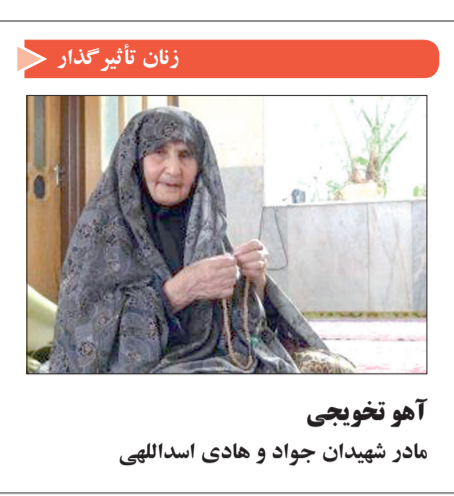 زنان تأثیرگذار
آهو تخویجی
مادر شهیدان جواد و هادی اسداللهی